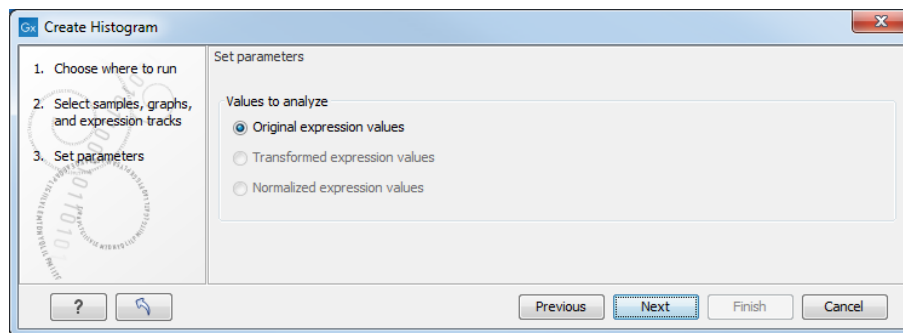 Gx Create Histogram
1. Choose where to run
2. Select samples, graphs,
and expression tracks
3. Set parameters
Set parameters
Values to analyze
Original expression values
Transformed expression values
Normalized expression values
?
Previous
Next
Finish
Cancel